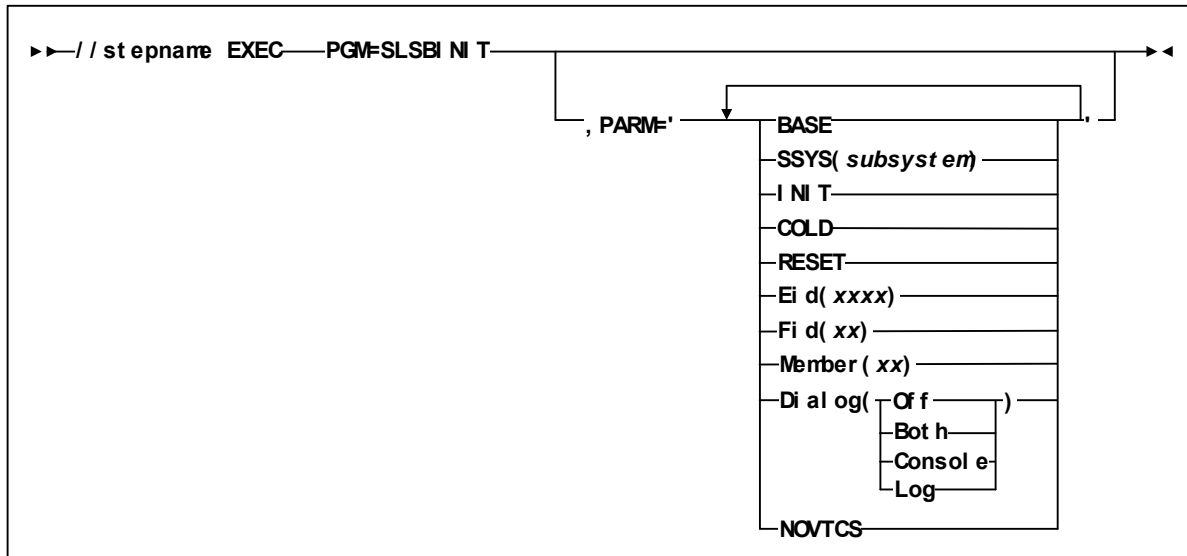 //stepname EXEC PGM=SLSBINIT
,PARM=' BASE '
SSYS(subsystem)
INIT
COLD
RESET
Eid(xxxx)
Fid(xx)
Member(xx)
Dialog( Off )
Both
Console
Log
NOVTCS